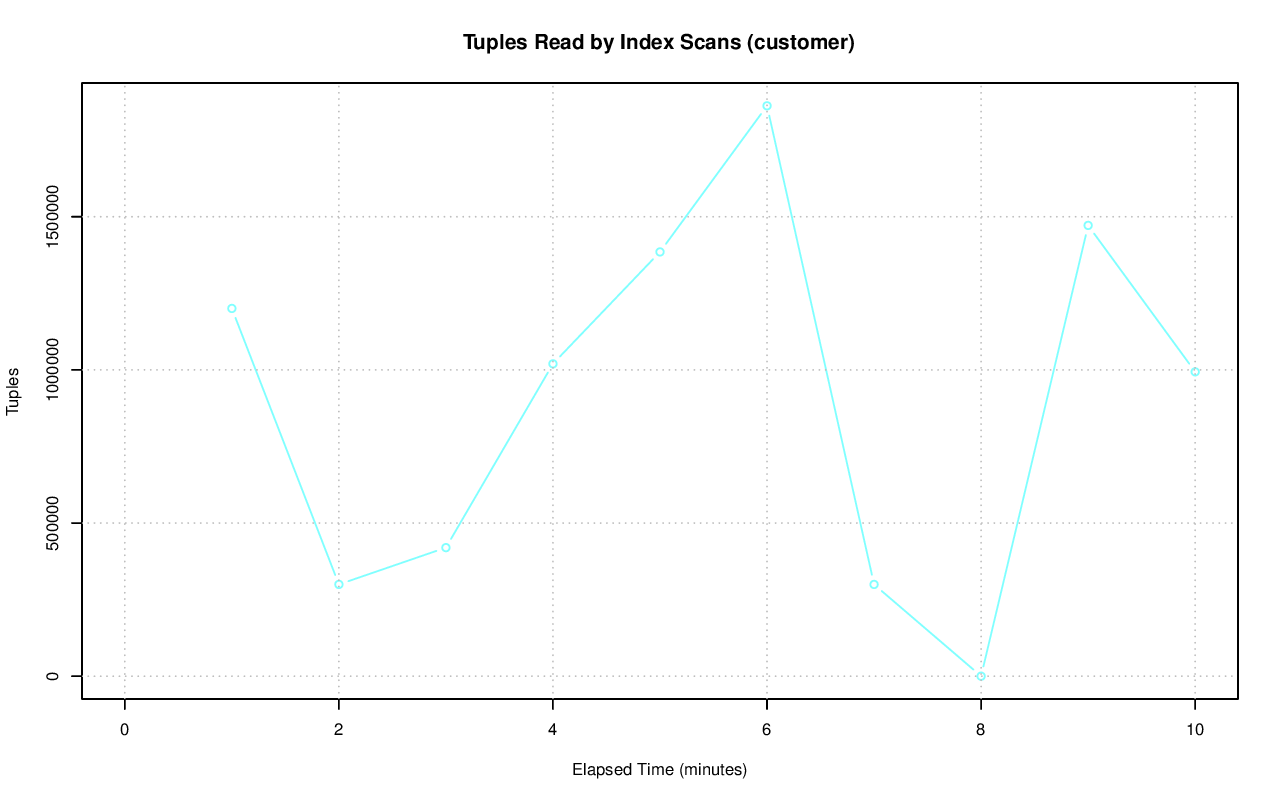 Tuples Read by Index Scans (customer)
Tuples
1500000
1000000
500000
0
0 2 4 6 8 10
Elapsed Time (minutes)